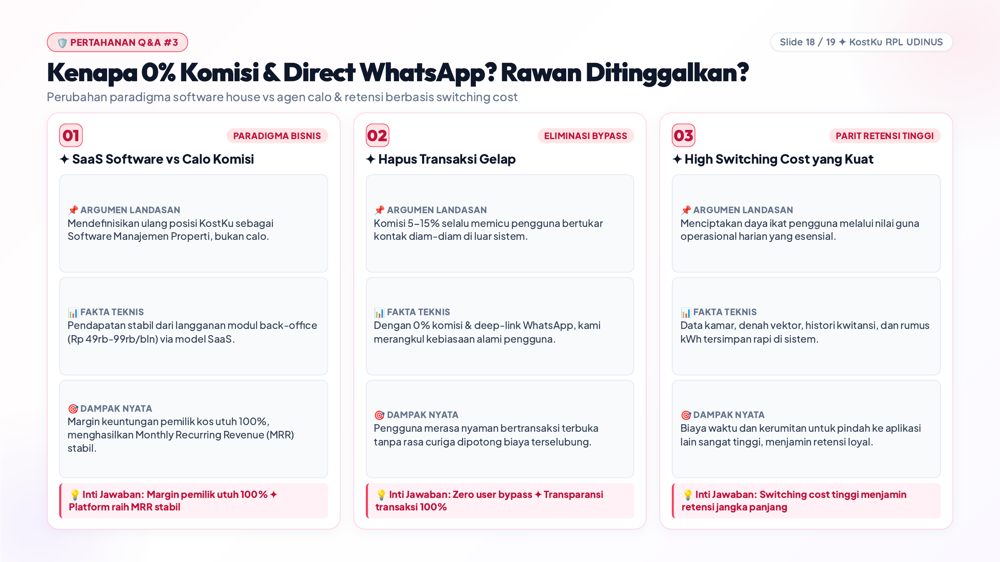 🛡️ PERTAHANAN Q&A #3
Slide 18 / 19 ✦ KostKu RPL UDINUS
Kenapa 0% Komisi & Direct WhatsApp? Rawan Ditinggalkan?
Perubahan paradigma software house vs agen calo & retensi berbasis switching cost
01
PARADIGMA BISNIS
✦ SaaS Software vs Calo Komisi
📌 ARGUMEN LANDASAN
Mendefinisikan ulang posisi KostKu sebagai
Software Manajemen Properti, bukan calo.
📊 FAKTA TEKNIS
Pendapatan stabil dari langganan modul back-office
(Rp 49rb-99rb/bln) via model SaaS.
🎯 DAMPAK NYATA
Margin keuntungan pemilik kos utuh 100%,
menghasilkan Monthly Recurring Revenue (MRR)
stabil.
💡 Inti Jawaban: Margin pemilik utuh 100% ✦
Platform raih MRR stabil
02
ELIMINASI BYPASS
✦ Hapus Transaksi Gelap
📌 ARGUMEN LANDASAN
Komisi 5–15% selalu memicu pengguna bertukar
kontak diam-diam di luar sistem.
📊 FAKTA TEKNIS
Dengan 0% komisi & deep-link WhatsApp, kami
merangkul kebiasaan alami pengguna.
🎯 DAMPAK NYATA
Pengguna merasa nyaman bertransaksi terbuka
tanpa rasa curiga dipotong biaya terselubung.
💡 Inti Jawaban: Zero user bypass ✦ Transparansi
transaksi 100%
03
PARIT RETENSI TINGGI
✦ High Switching Cost yang Kuat
📌 ARGUMEN LANDASAN
Menciptakan daya ikat pengguna melalui nilai guna
operasional harian yang esensial.
📊 FAKTA TEKNIS
Data kamar, denah vektor, histori kwitansi, dan rumus
kWh tersimpan rapi di sistem.
🎯 DAMPAK NYATA
Biaya waktu dan kerumitan untuk pindah ke aplikasi
lain sangat tinggi, menjamin retensi loyal.
💡 Inti Jawaban: Switching cost tinggi menjamin
retensi jangka panjang